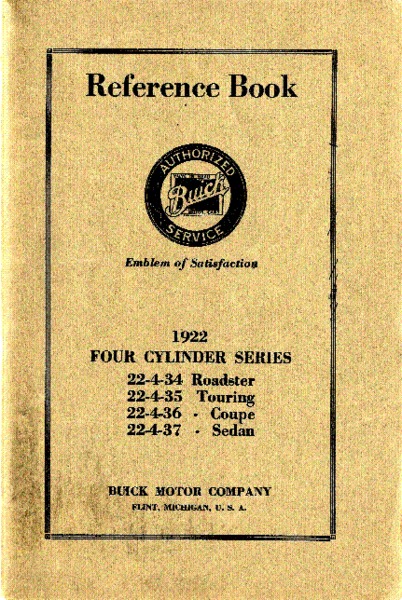 Reference Book
AUTHORIZED
Buick
SERVICE
Emblem of Satisfaction
1922
FOUR CYLINDER SERIES
22-4-34 Roadster
22-4-35 Touring
22-4-36 - Coupe
22-4-37 - Sedan
BUICK MOTOR COMPANY
FLINT, MICHIGAN, U. S. A.